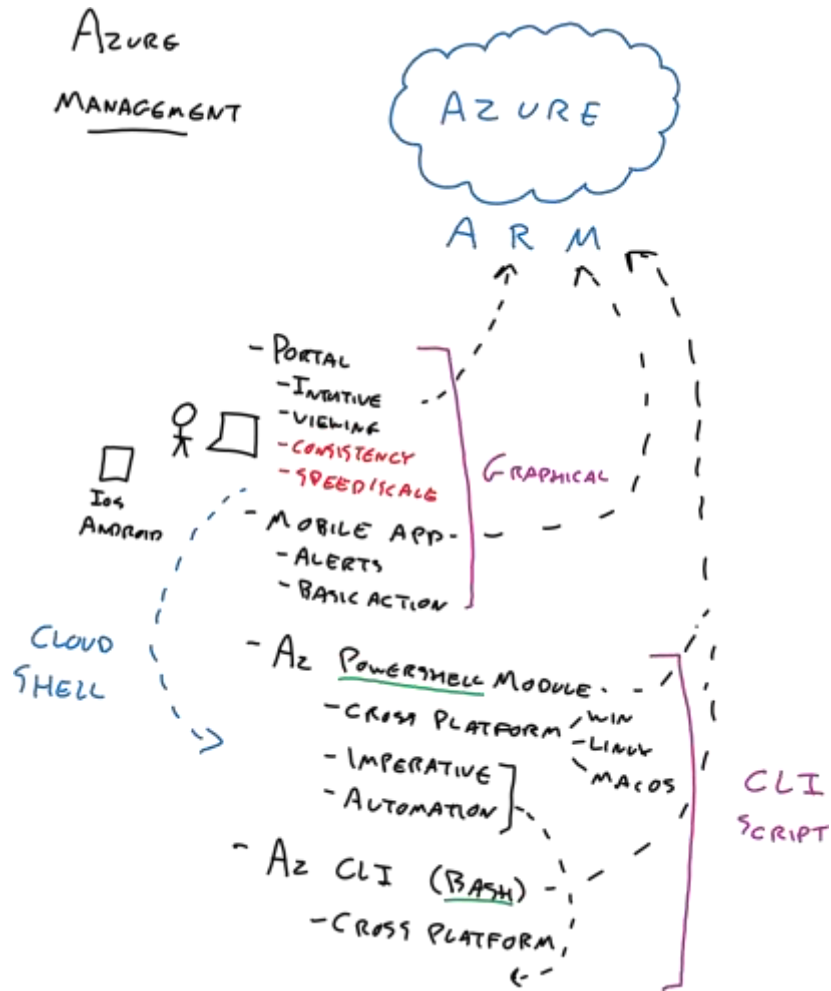 AZURE
MANAGEMENT
AZURE
ARM
- PORTAL
- INTUITIVE
- VIEWING
- CONSISTENCY
- SPEED/SCALE
GRAPHICAL
IOS
ANDROID
- MOBILE APP
- ALERTS
- BASIC ACTION
CLOUD
SHELL
- AZ POWERSHELL MODULE
- CROSS PLATFORM
WIN
- LINUX
MACOS
- IMPERATIVE
- AUTOMATION
CLI
SCRIPT
- AZ CLI (BASH)
- CROSS PLATFORM